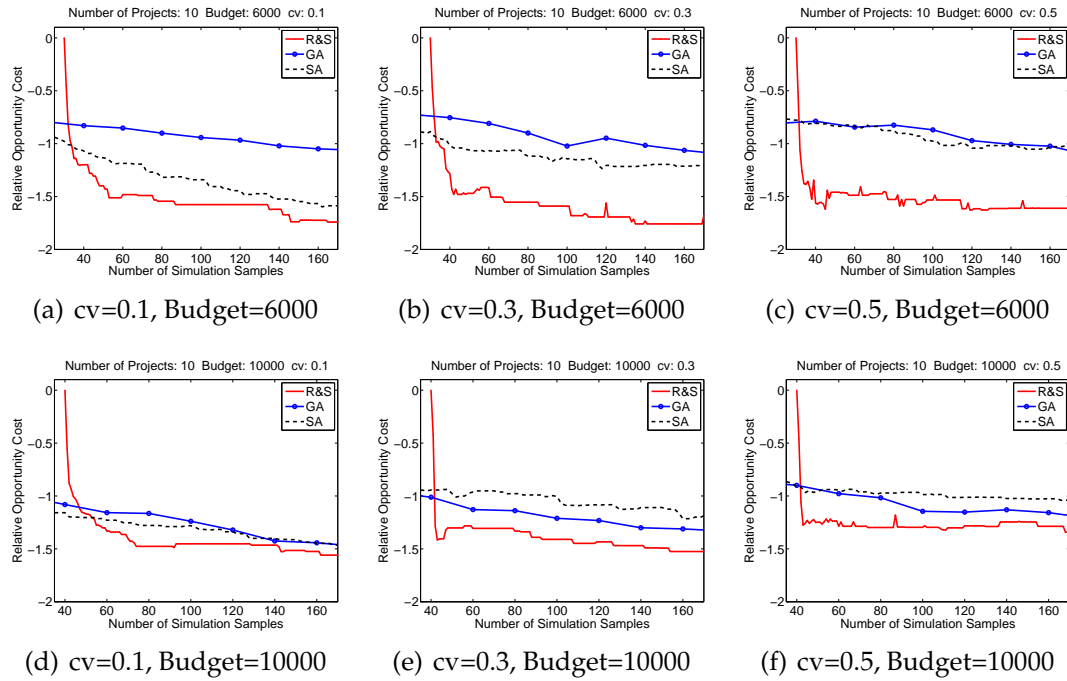 Number of Projects: 10 Budget: 6000 cv: 0.1
Relative Opportunity Cost
0
−0.5
−1
−1.5
−2
R&S
GA
SA
40 60 80 100 120 140 160
Number of Simulation Samples
(a) cv=0.1, Budget=6000
Number of Projects: 10 Budget: 6000 cv: 0.3
Relative Opportunity Cost
0
−0.5
−1
−1.5
−2
R&S
GA
SA
40 60 80 100 120 140 160
Number of Simulation Samples
(b) cv=0.3, Budget=6000
Number of Projects: 10 Budget: 6000 cv: 0.5
Relative Opportunity Cost
0
−0.5
−1
−1.5
−2
R&S
GA
SA
40 60 80 100 120 140 160
Number of Simulation Samples
(c) cv=0.5, Budget=6000
Number of Projects: 10 Budget: 10000 cv: 0.1
Relative Opportunity Cost
0
−0.5
−1
−1.5
−2
R&S
GA
SA
40 60 80 100 120 140 160
Number of Simulation Samples
(d) cv=0.1, Budget=10000
Number of Projects: 10 Budget: 10000 cv: 0.3
Relative Opportunity Cost
0
−0.5
−1
−1.5
−2
R&S
GA
SA
40 60 80 100 120 140 160
Number of Simulation Samples
(e) cv=0.3, Budget=10000
Number of Projects: 10 Budget: 10000 cv: 0.5
Relative Opportunity Cost
0
−0.5
−1
−1.5
−2
R&S
GA
SA
40 60 80 100 120 140 160
Number of Simulation Samples
(f) cv=0.5, Budget=10000